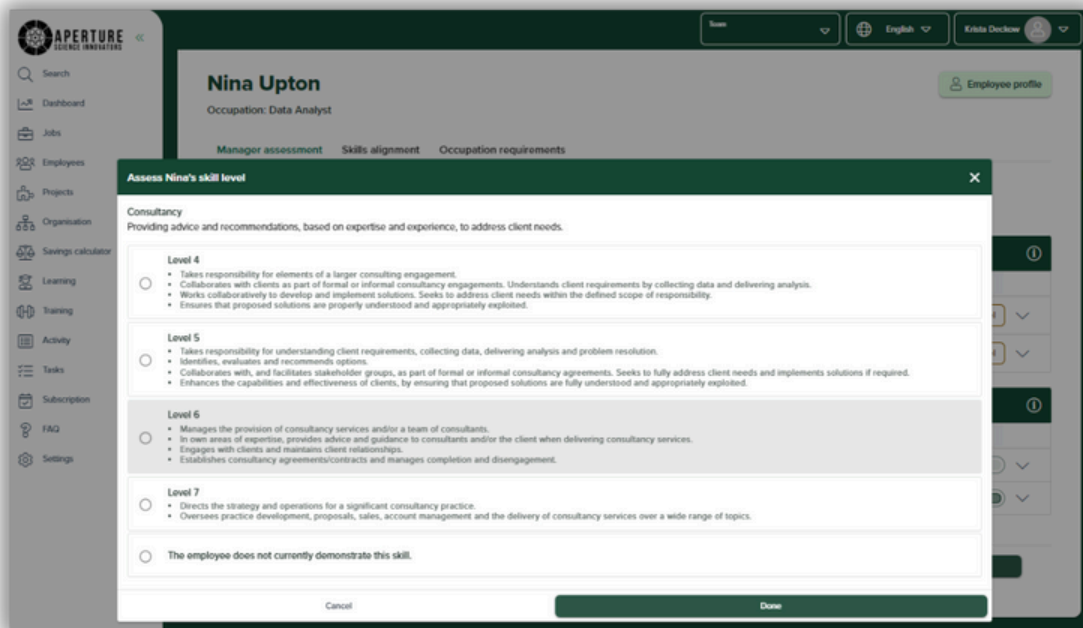 APERTURE
SCIENCE INNOVATORS
«
Search
Dashboard
Jobs
Employees
Projects
Organisation
Savings calculator
Learning
Training
Activity
Tasks
Subscription
FAQ
Settings
Team
English
Krista Deckow
Nina Upton
Employee profile
Occupation: Data Analyst
Manager assessment Skills alignment Occupation requirements
Assess Nina's skill level
Consultancy
Providing advice and recommendations, based on expertise and experience, to address client needs.
Level 4
• Takes responsibility for elements of a larger consulting engagement.
• Collaborates with clients as part of formal or informal consultancy engagements. Understands client requirements by collecting data and delivering analysis.
• Works collaboratively to develop and implement solutions. Seeks to address client needs within the defined scope of responsibility.
• Ensures that proposed solutions are properly understood and appropriately exploited.
Level 5
• Takes responsibility for understanding client requirements, collecting data, delivering analysis and problem resolution.
• Identifies, evaluates and recommends options.
• Collaborates with, and facilitates stakeholder groups, as part of formal or informal consultancy agreements. Seeks to fully address client needs and implements solutions if required.
• Enhances the capabilities and effectiveness of clients, by ensuring that proposed solutions are fully understood and appropriately exploited.
Level 6
• Manages the provision of consultancy services and/or a team of consultants.
• In own areas of expertise, provides advice and guidance to consultants and/or the client when delivering consultancy services.
• Engages with clients and maintains client relationships.
• Establishes consultancy agreements/contracts and manages completion and disengagement.
Level 7
• Directs the strategy and operations for a significant consultancy practice.
• Oversees practice development, proposals, sales, account management and the delivery of consultancy services over a wide range of topics.
The employee does not currently demonstrate this skill.
Cancel
Done